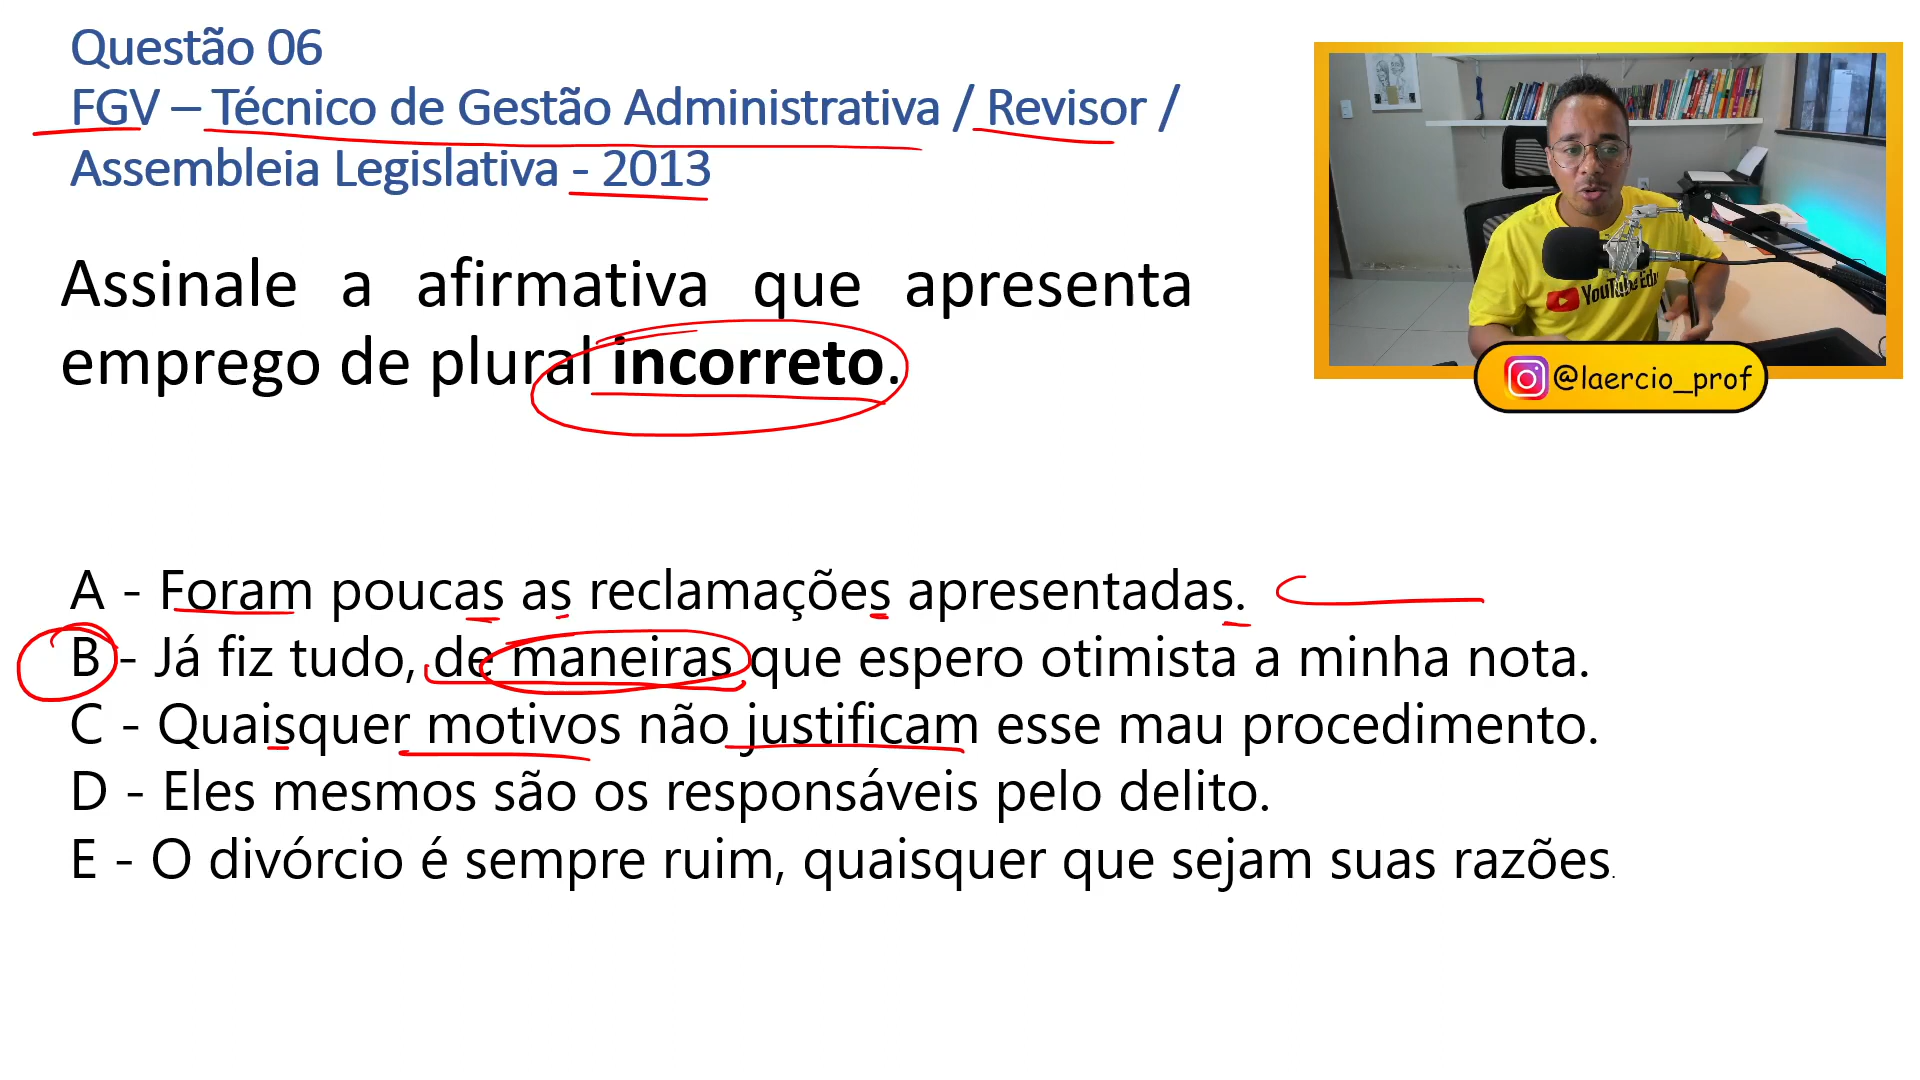 Questão 06
FGV – Técnico de Gestão Administrativa / Revisor /
Assembleia Legislativa - 2013
Assinale a afirmativa que apresenta
emprego de plural incorreto.
YouTube Edu
@laercio_prof
A - Foram poucas as reclamações apresentadas.
B - Já fiz tudo, de maneiras que espero otimista a minha nota.
C - Quaisquer motivos não justificam esse mau procedimento.
D - Eles mesmos são os responsáveis pelo delito.
E - O divórcio é sempre ruim, quaisquer que sejam suas razões.